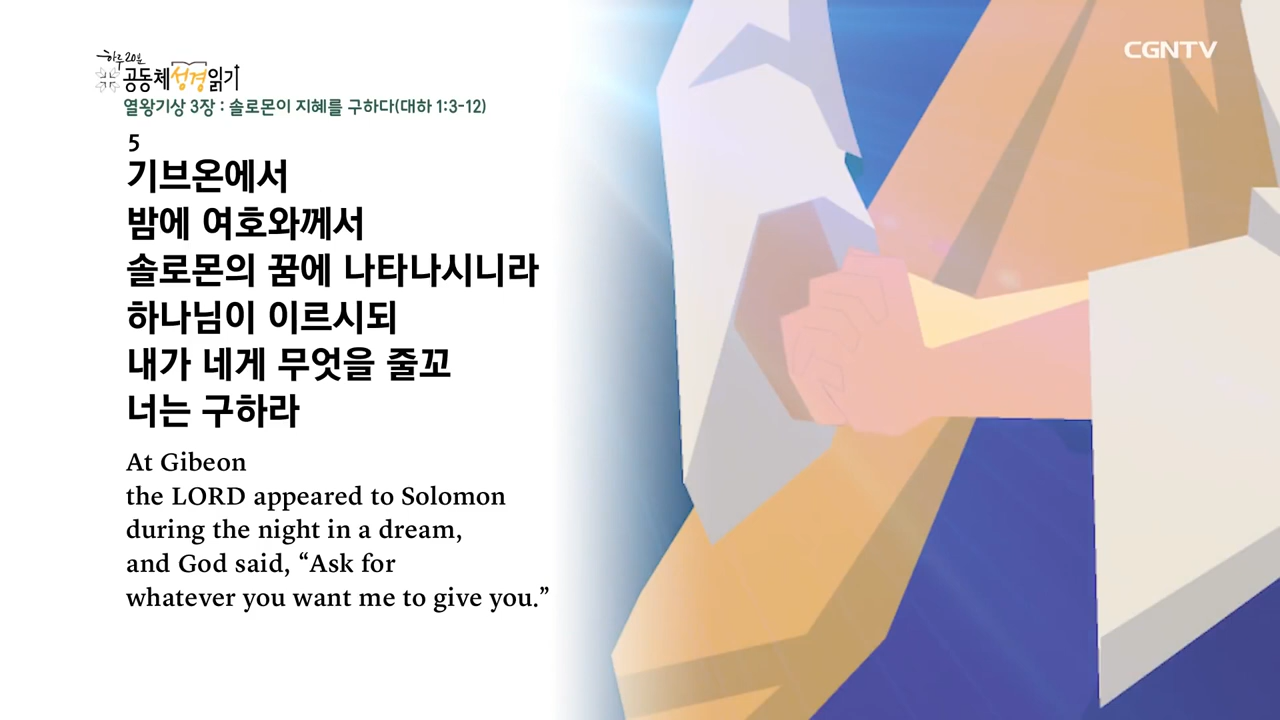 하루 20분
공동체성경읽기
CGNTV
열왕기상 3장 : 솔로몬이 지혜를 구하다(대하 1:3-12)
5
기브온에서
밤에 여호와께서
솔로몬의 꿈에 나타나시니라
하나님이 이르시되
내가 네게 무엇을 줄꼬
너는 구하라
At Gibeon
the LORD appeared to Solomon
during the night in a dream,
and God said, “Ask for
whatever you want me to give you.”